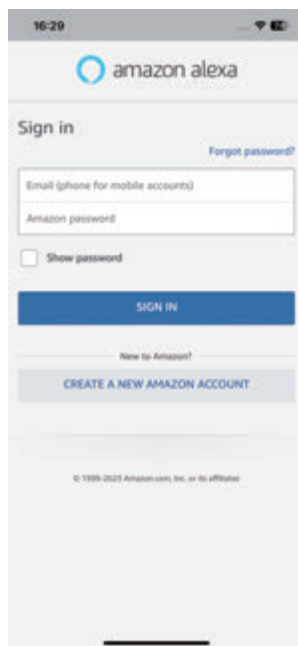 16:29
amazon alexa
Sign in
Forgot password?
Email (phone for mobile accounts)
Amazon password
Show password
SIGN IN
New to Amazon?
CREATE A NEW AMAZON ACCOUNT
© 1999-2023 Amazon.com, Inc. or its affiliates